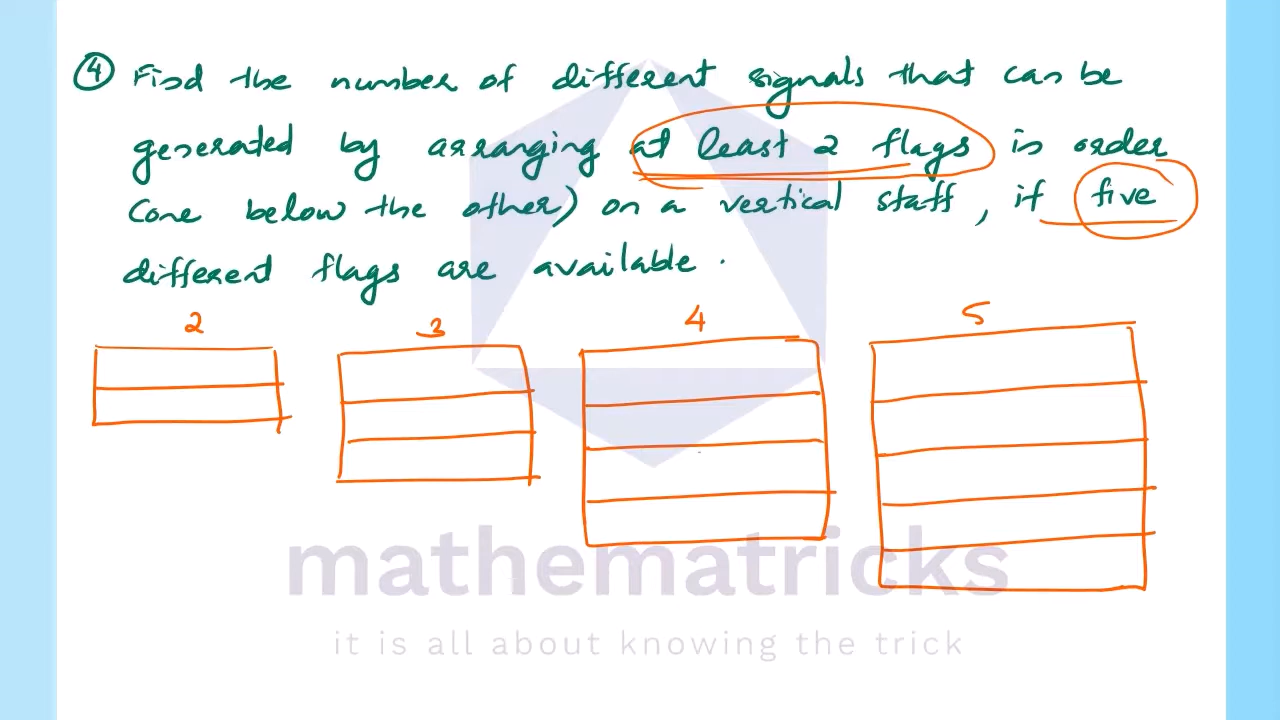 ④ Find the number of different signals that can be
generated by arranging at least 2 flags in order
(one below the other) on a vertical staff, if five
different flags are available.
2 3 4 5
mathematricks
it is all about knowing the trick